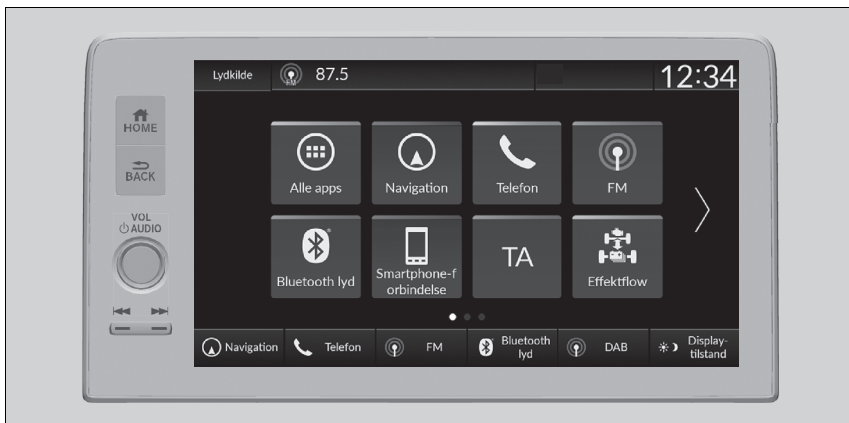 Lydkilde
FM
87.5
12:34
HOME
BACK
VOL
AUDIO
Alle apps
Navigation
Telefon
FM
Bluetooth lyd
Smartphone-f
orbindelse
TA
Effektflow
Navigation
Telefon
FM
Bluetooth
lyd
DAB
Display-
tilstand